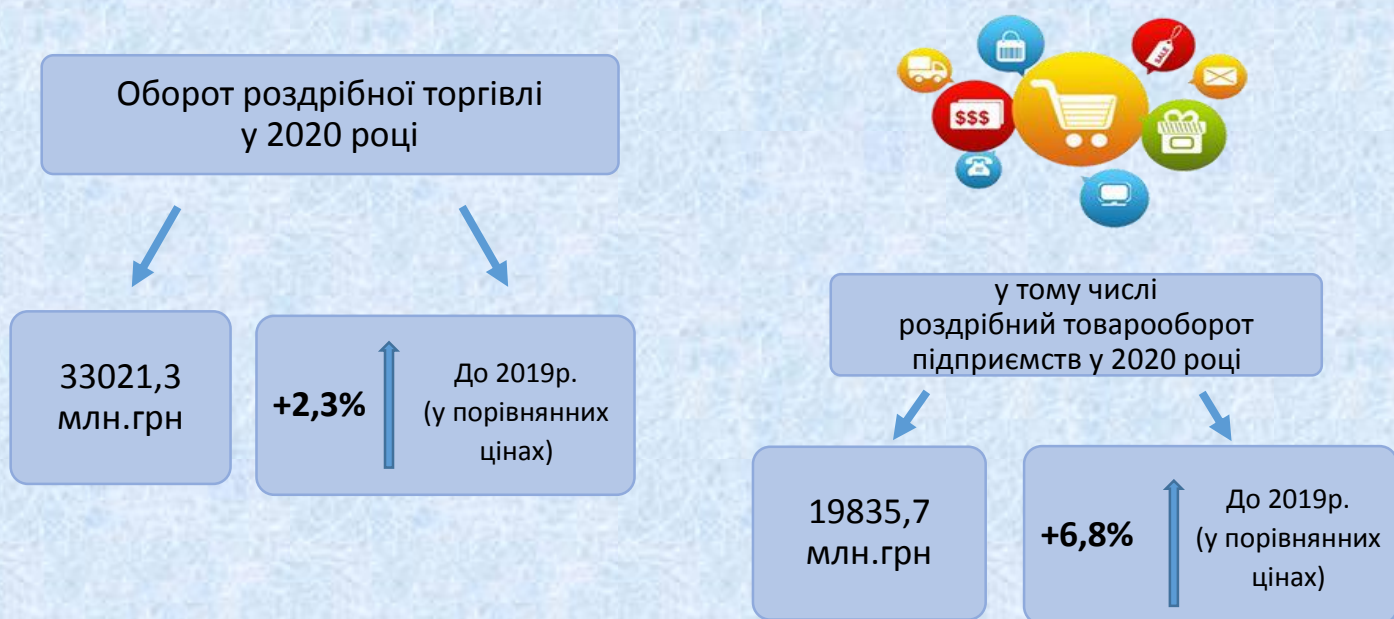 Оборот роздрібної торгівлі
у 2020 році
33021,3
млн.грн
+2,3%
До 2019р.
(у порівнянних
цінах)
$$$
SALE
у тому числі
роздрібний товарооборот
підприємств у 2020 році
19835,7
млн.грн
+6,8%
До 2019р.
(у порівнянних
цінах)